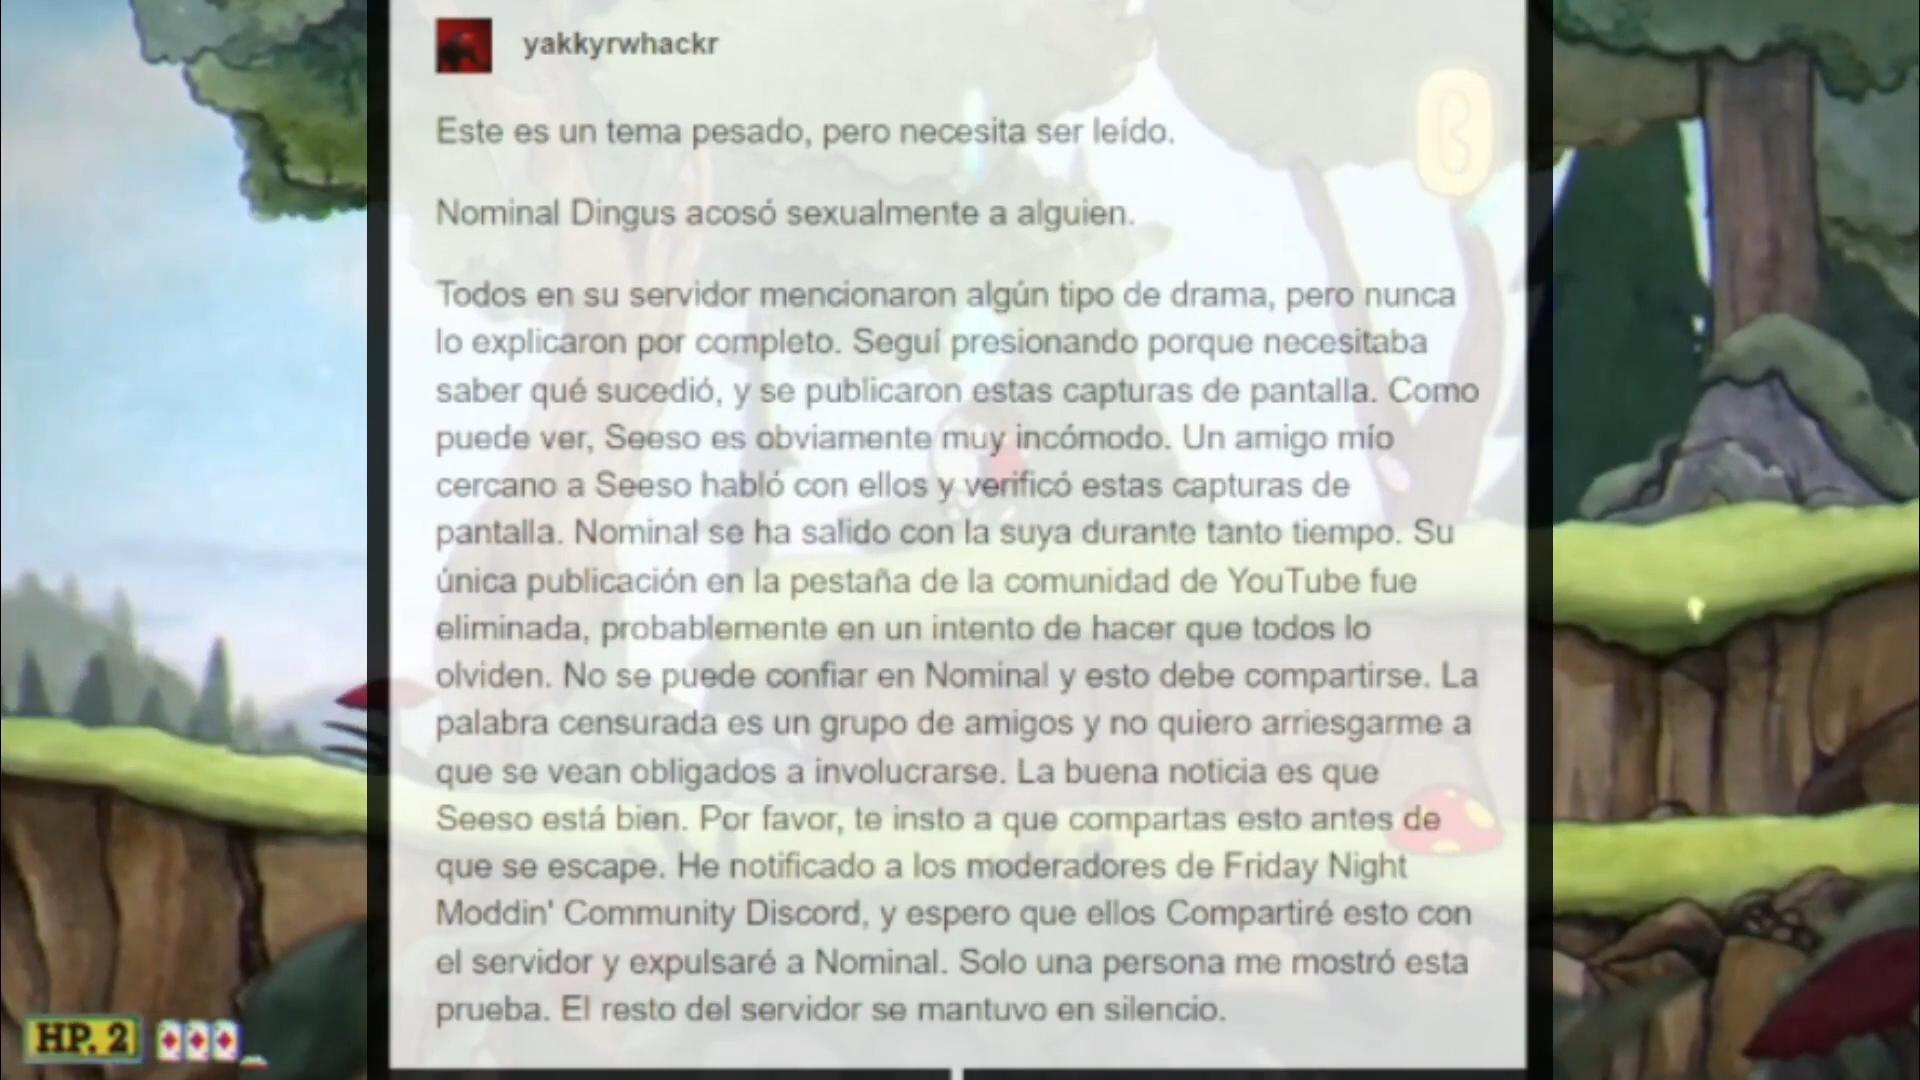 yakkyrwhackr
Este es un tema pesado, pero necesita ser leído.
Nominal Dingus acosó sexualmente a alguien.
Todos en su servidor mencionaron algún tipo de drama, pero nunca
lo explicaron por completo. Seguí presionando porque necesitaba
saber qué sucedió, y se publicaron estas capturas de pantalla. Como
puede ver, Seeso es obviamente muy incómodo. Un amigo mío
cercano a Seeso habló con ellos y verificó estas capturas de
pantalla. Nominal se ha salido con la suya durante tanto tiempo. Su
única publicación en la pestaña de la comunidad de YouTube fue
eliminada, probablemente en un intento de hacer que todos lo
olviden. No se puede confiar en Nominal y esto debe compartirse. La
palabra censurada es un grupo de amigos y no quiero arriesgarme a
que se vean obligados a involucrarse. La buena noticia es que
Seeso está bien. Por favor, te insto a que compartas esto antes de
que se escape. He notificado a los moderadores de Friday Night
Moddin' Community Discord, y espero que ellos Compartiré esto con
el servidor y expulsaré a Nominal. Solo una persona me mostró esta
prueba. El resto del servidor se mantuvo en silencio.
HP. 2